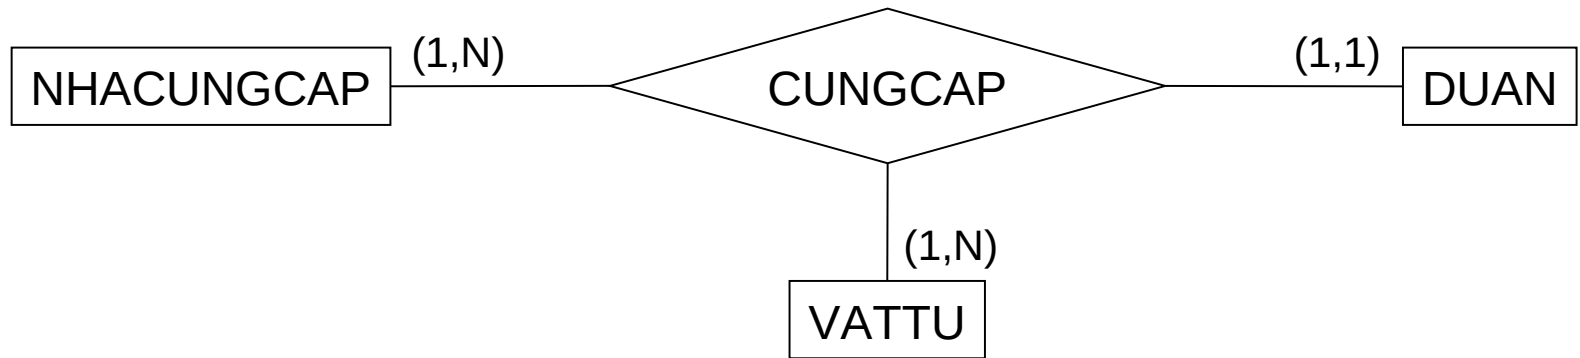 (1,N)
(1,1)
NHACUNGCAP
CUNGCAP
DUAN
(1,N)
VATTU